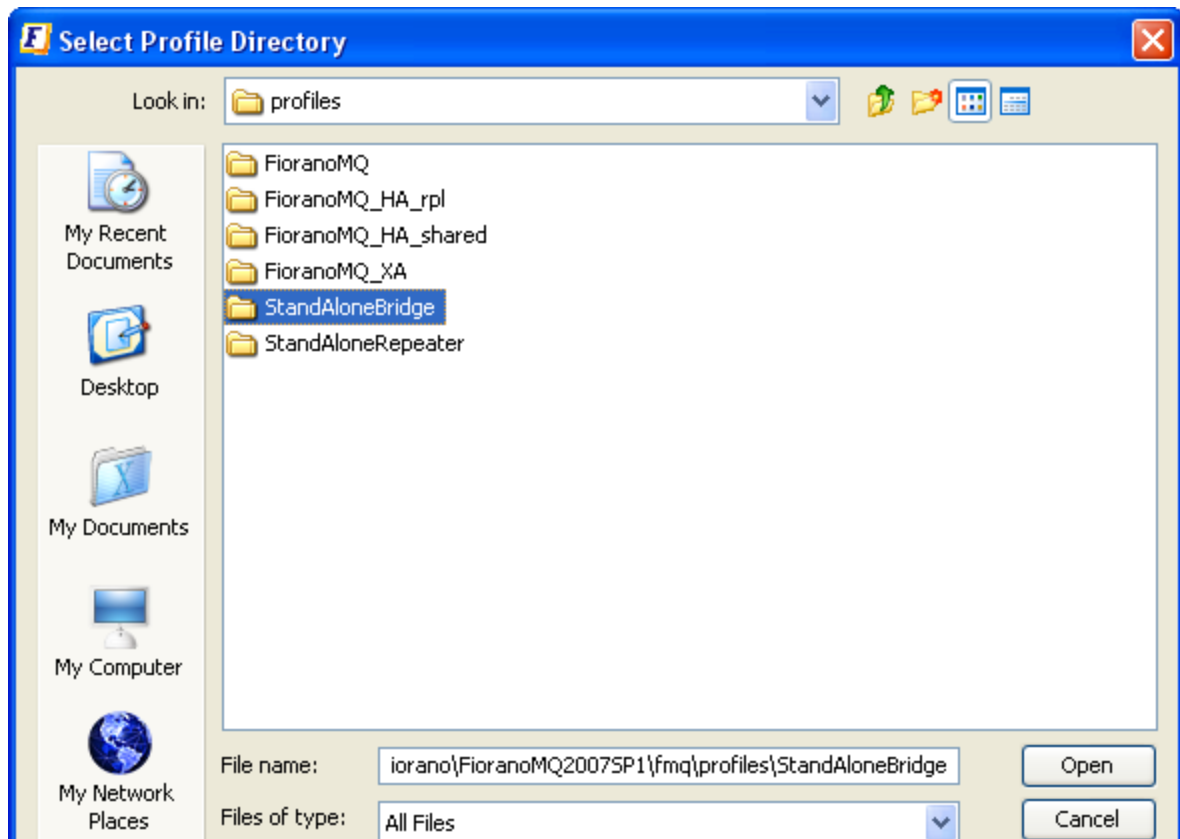 Select Profile Directory
Look in:
profiles
FioranoMQ
FioranoMQ_HA_rpl
FioranoMQ_HA_shared
FioranoMQ_XA
StandAloneBridge
StandAloneRepeater
My Recent
Documents
Desktop
My Documents
My Computer
My Network
Places
File name:
iorano\FioranoMQ2007SP1\fmq\profiles\StandAloneBridge
Open
Files of type:
All Files
Cancel